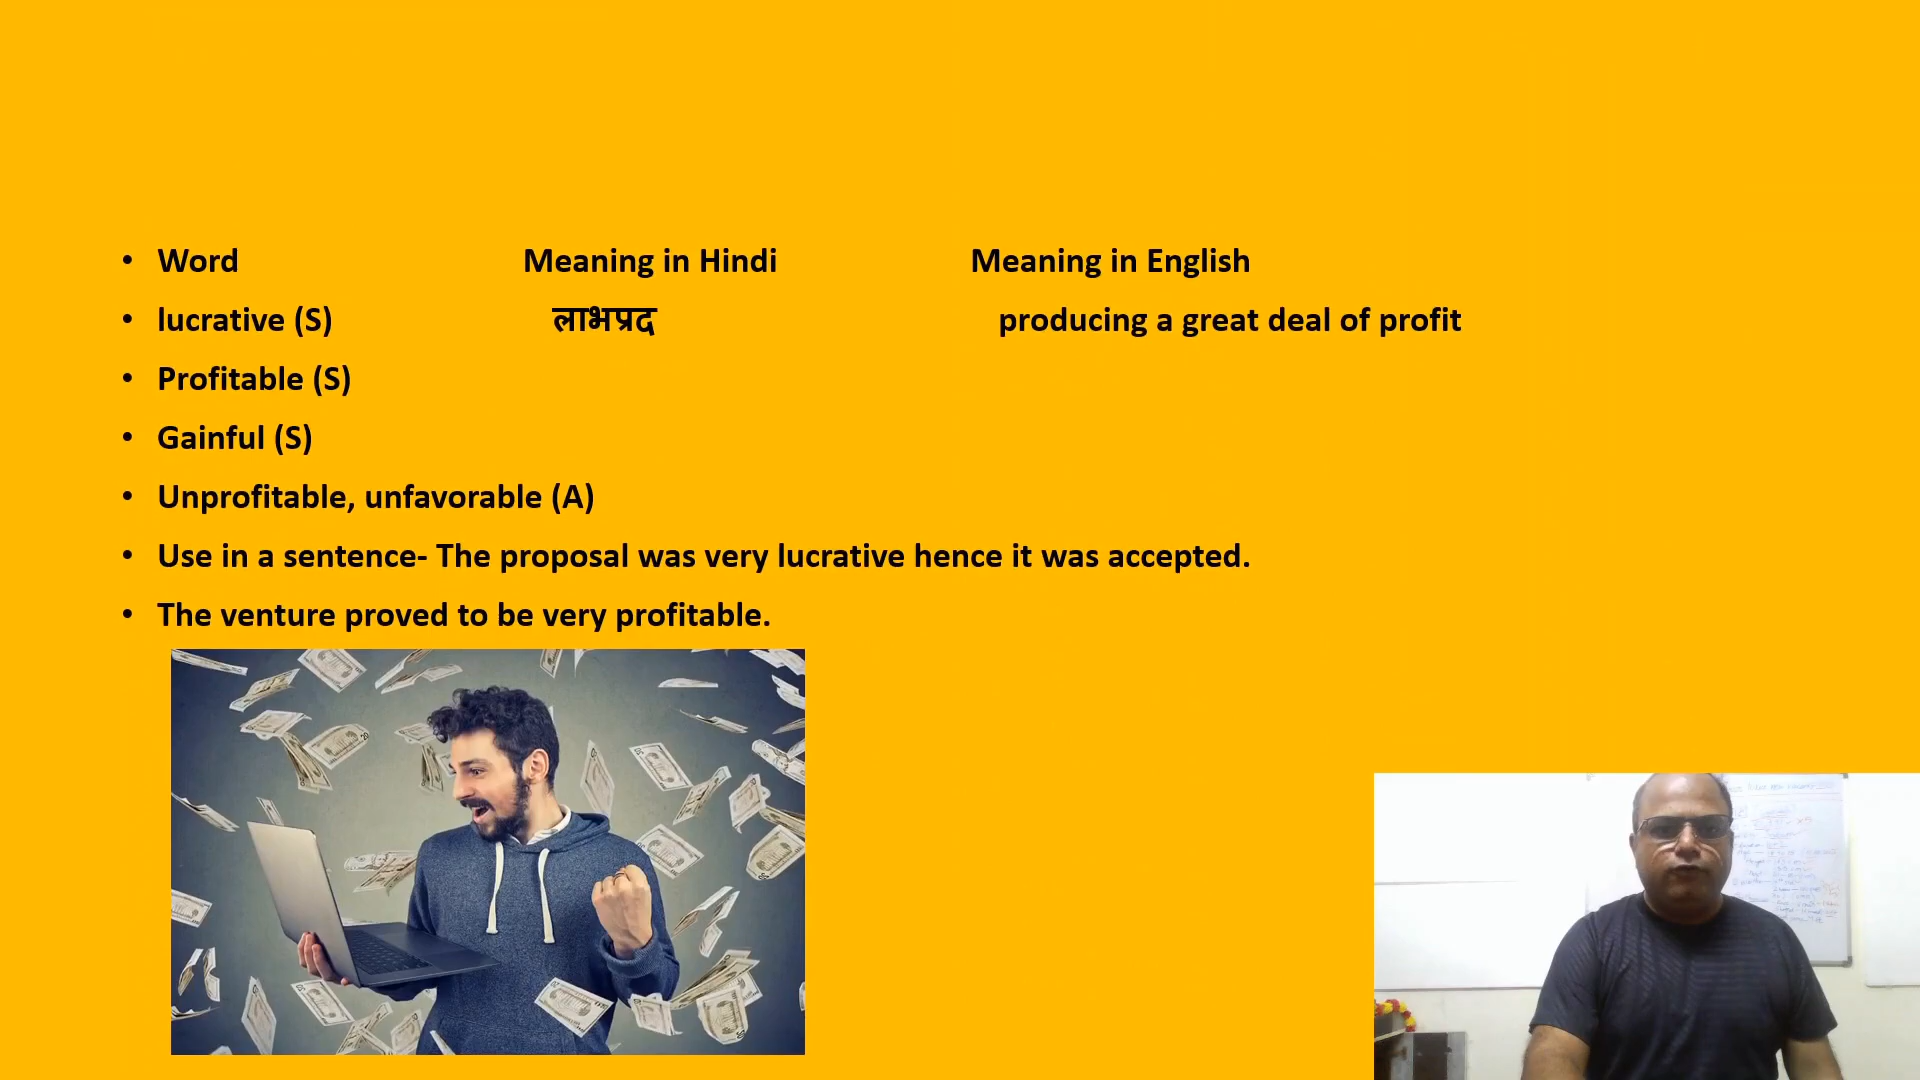 Word Meaning in Hindi Meaning in English
lucrative (S) लाभप्रद producing a great deal of profit
Profitable (S)
Gainful (S)
Unprofitable, unfavorable (A)
Use in a sentence- The proposal was very lucrative hence it was accepted.
The venture proved to be very profitable.